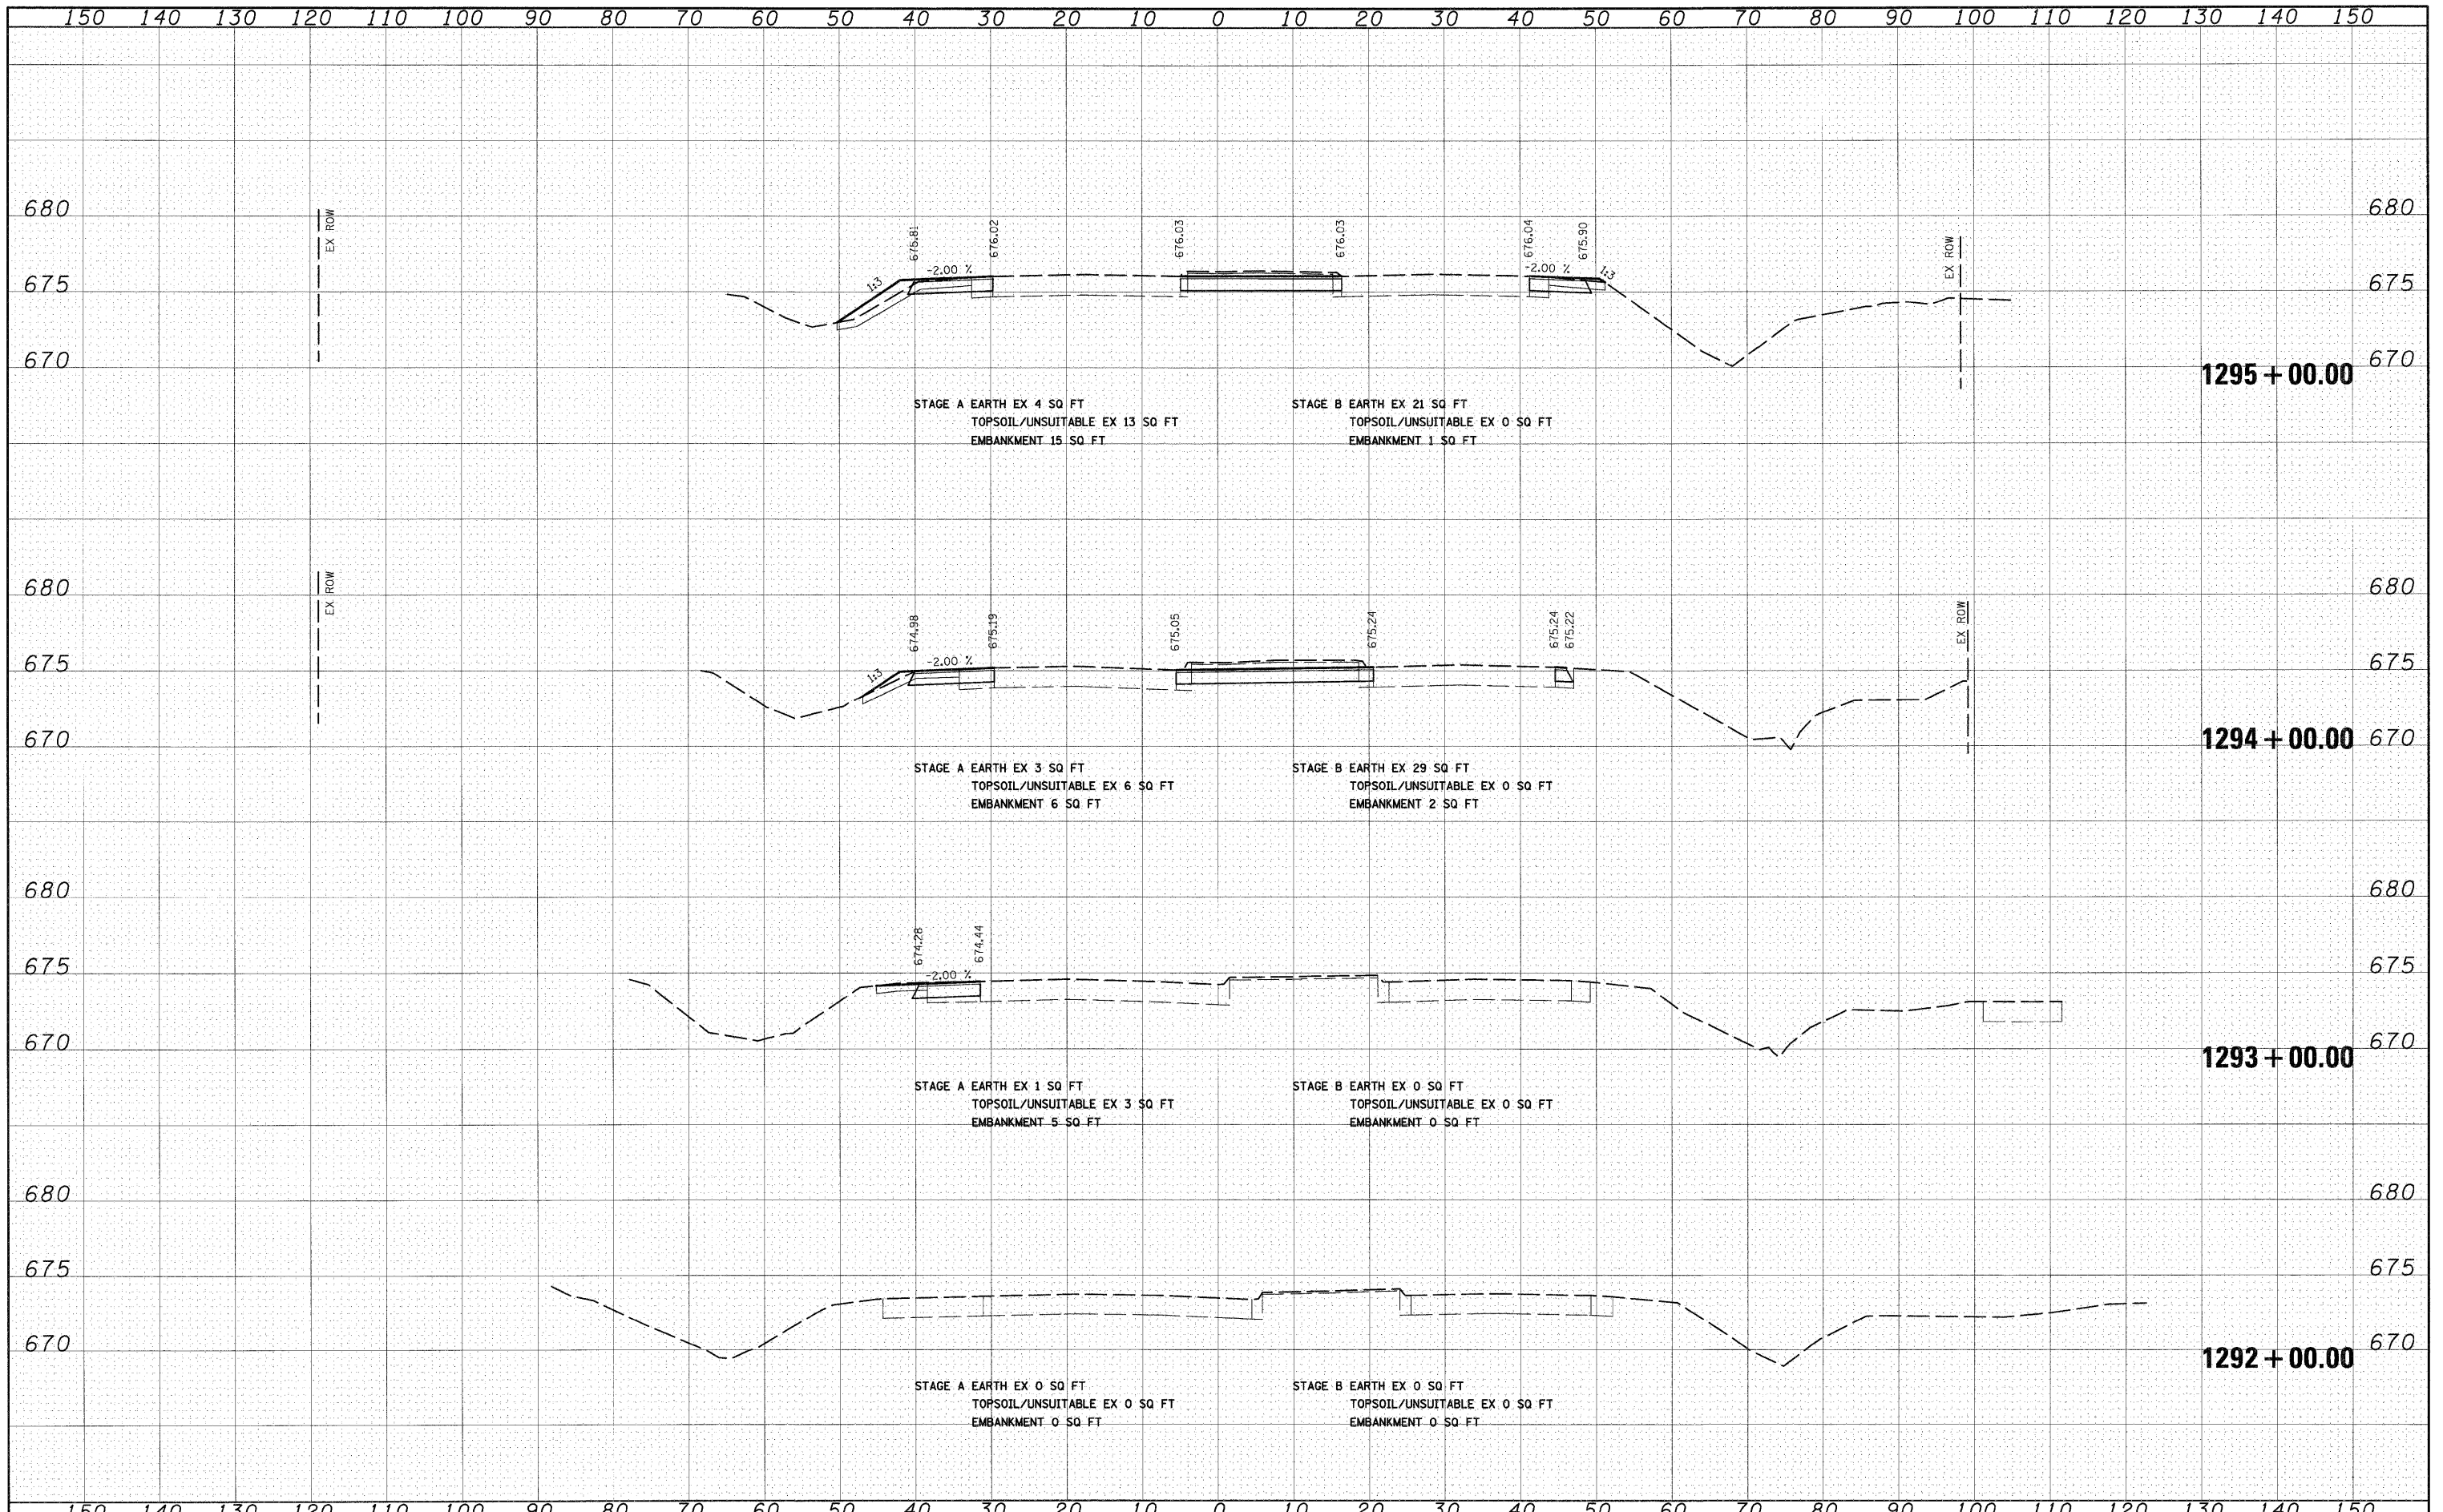 150 140 130 120 110 100 90 80 70 60 50 40 30 20 10 0 10 20 30 40 50 60 70 80 90 100 110 120 130 140 150
680 680
EX ROW
675.81
676.02
676.03
676.03
676.04
675.90
EX ROW
675 1:3 -2.00 % -2.00 % 1:3 675
670 670
1295+00.00
STAGE A EARTH EX 4 SQ FT STAGE B EARTH EX 21 SQ FT
TOPSOIL/UNSUITABLE EX 13 SQ FT TOPSOIL/UNSUITABLE EX 0 SQ FT
EMBANKMENT 15 SQ FT EMBANKMENT 1 SQ FT
680 680
EX ROW
674.98
675.19
675.05
675.24
675.24
675.22
EX ROW
675 1:3 -2.00 % 675
670 670
1294+00.00
STAGE A EARTH EX 3 SQ FT STAGE B EARTH EX 29 SQ FT
TOPSOIL/UNSUITABLE EX 6 SQ FT TOPSOIL/UNSUITABLE EX 0 SQ FT
EMBANKMENT 6 SQ FT EMBANKMENT 2 SQ FT
680 680
674.28
674.44
675 -2.00 % 675
670 670
1293+00.00
STAGE A EARTH EX 1 SQ FT STAGE B EARTH EX 0 SQ FT
TOPSOIL/UNSUITABLE EX 3 SQ FT TOPSOIL/UNSUITABLE EX 0 SQ FT
EMBANKMENT 5 SQ FT EMBANKMENT 0 SQ FT
680 680
675 675
670 670
1292+00.00
STAGE A EARTH EX 0 SQ FT STAGE B EARTH EX 0 SQ FT
TOPSOIL/UNSUITABLE EX 0 SQ FT TOPSOIL/UNSUITABLE EX 0 SQ FT
EMBANKMENT 0 SQ FT EMBANKMENT 0 SQ FT
150 140 130 120 110 100 90 80 70 60 50 40 30 20 10 0 10 20 30 40 50 60 70 80 90 100 110 120 130 140 150